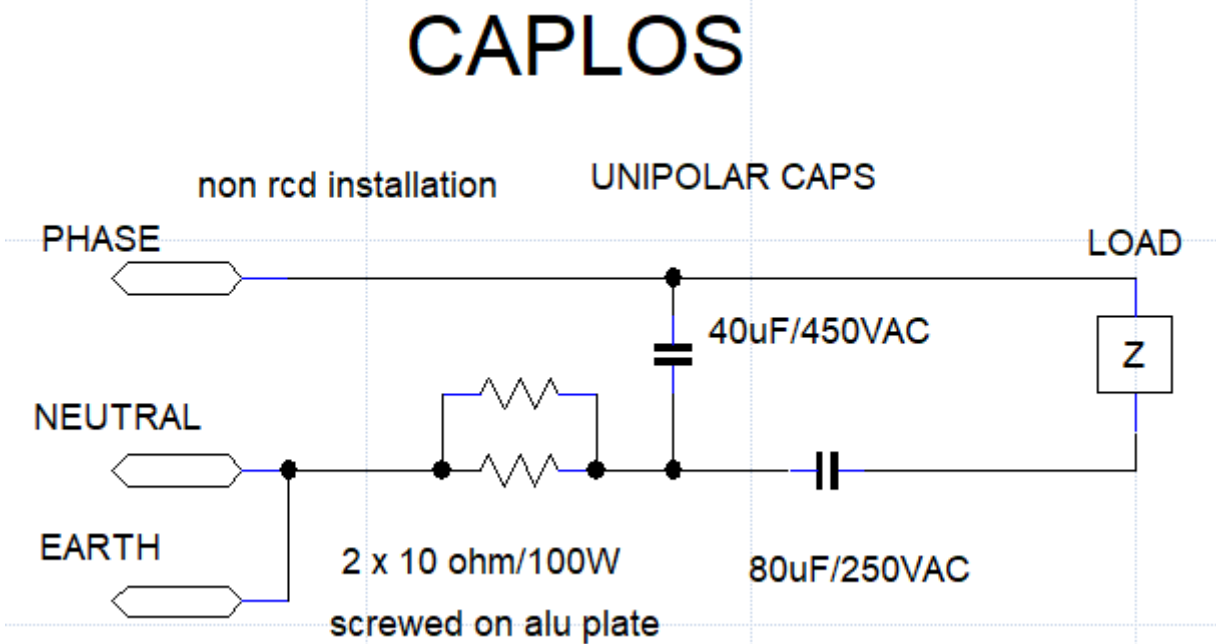 CAPLOS
non rcd installation
UNIPOLAR CAPS
PHASE
LOAD
40uF/450VAC
Z
NEUTRAL
EARTH
2 x 10 ohm/100W
80uF/250VAC
screwed on alu plate